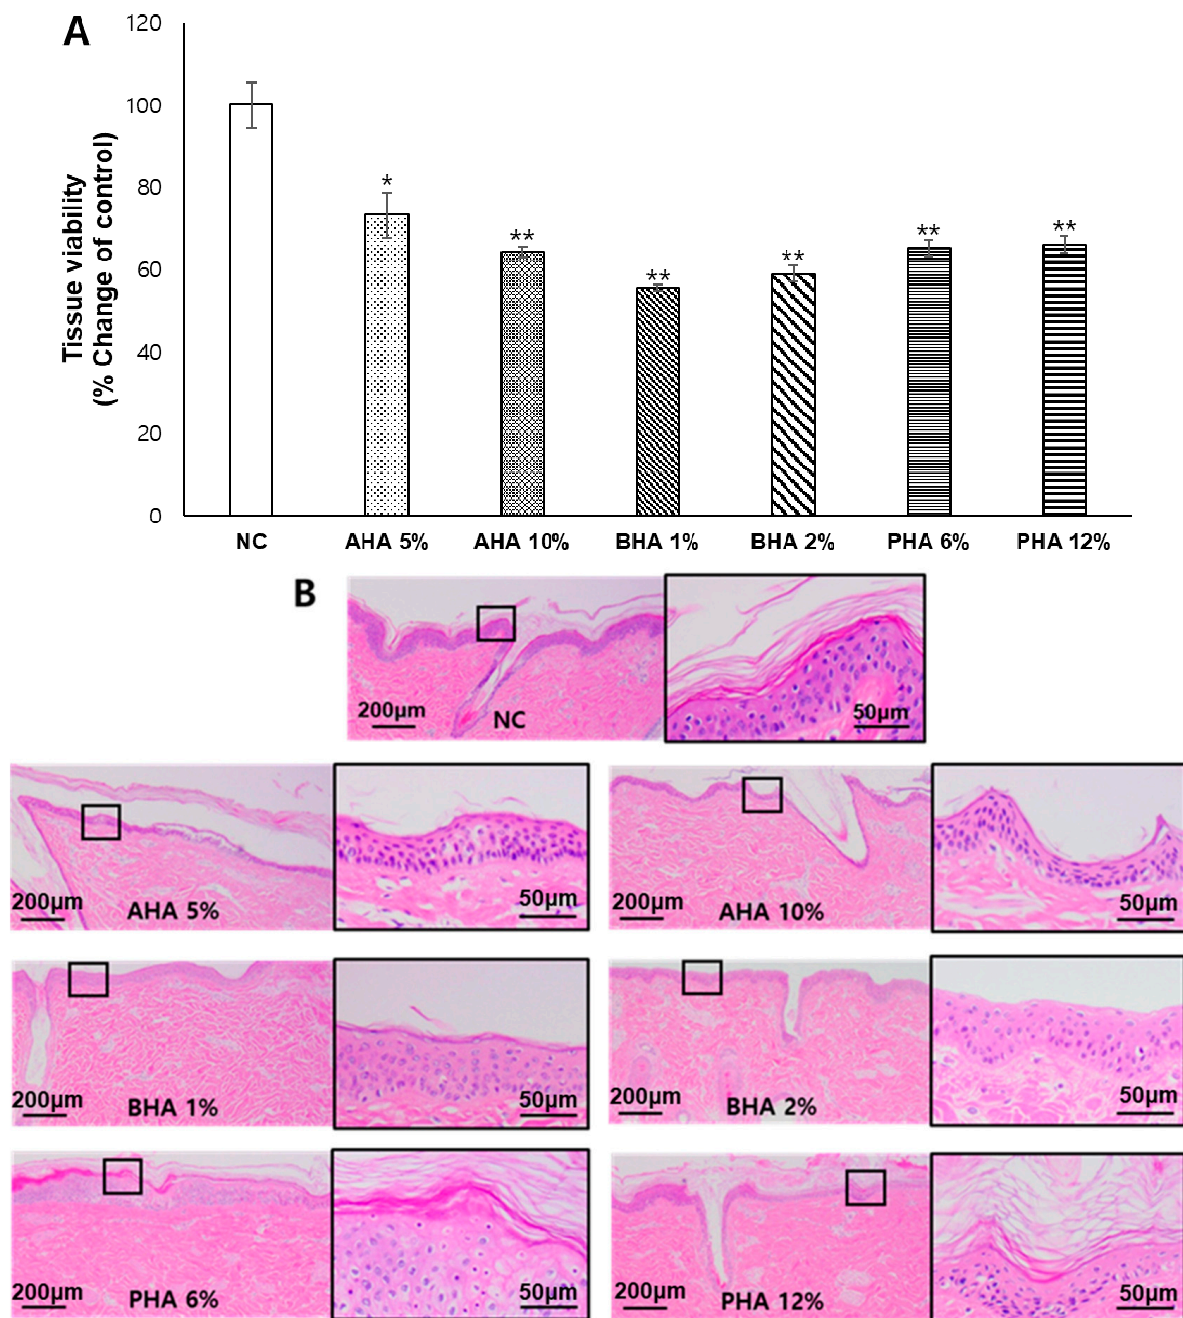 A
120
100
80
60
40
20
0
Tissue viability
(% Change of control)
*
**
**
**
**
**
NC AHA 5% AHA 10% BHA 1% BHA 2% PHA 6% PHA 12%
B
200μm NC 50μm
200μm AHA 5% 50μm 200μm AHA 10% 50μm
200μm BHA 1% 50μm 200μm BHA 2% 50μm
200μm PHA 6% 50μm 200μm PHA 12% 50μm